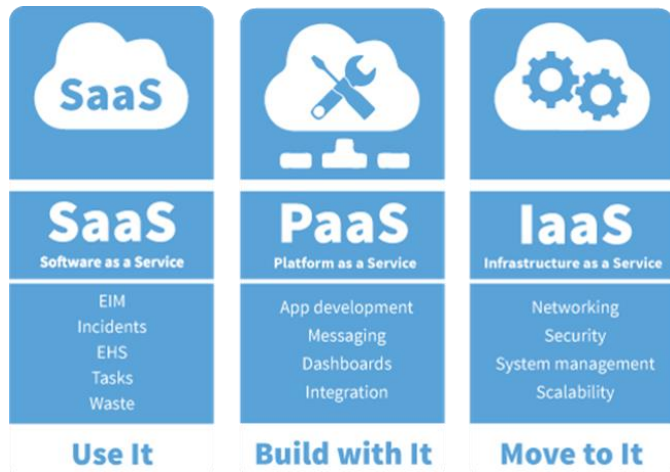 SaaS
SaaS
Software as a Service
EIM
Incidents
EHS
Tasks
Waste
Use It
PaaS
Platform as a Service
App development
Messaging
Dashboards
Integration
Build with It
IaaS
Infrastructure as a Service
Networking
Security
System management
Scalability
Move to It